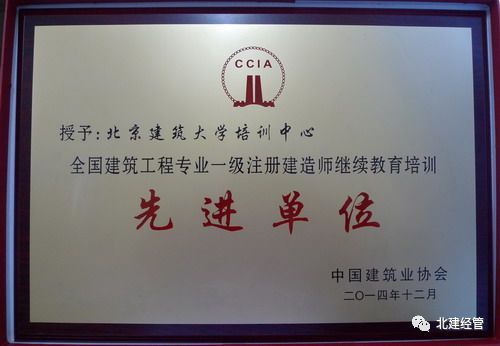 CCIA
授予:北京建筑大学培训中心
全国建筑工程专业一级注册建造师继续教育培训
先进单位
中国建筑业协会
二〇一四年十二月
北建经管